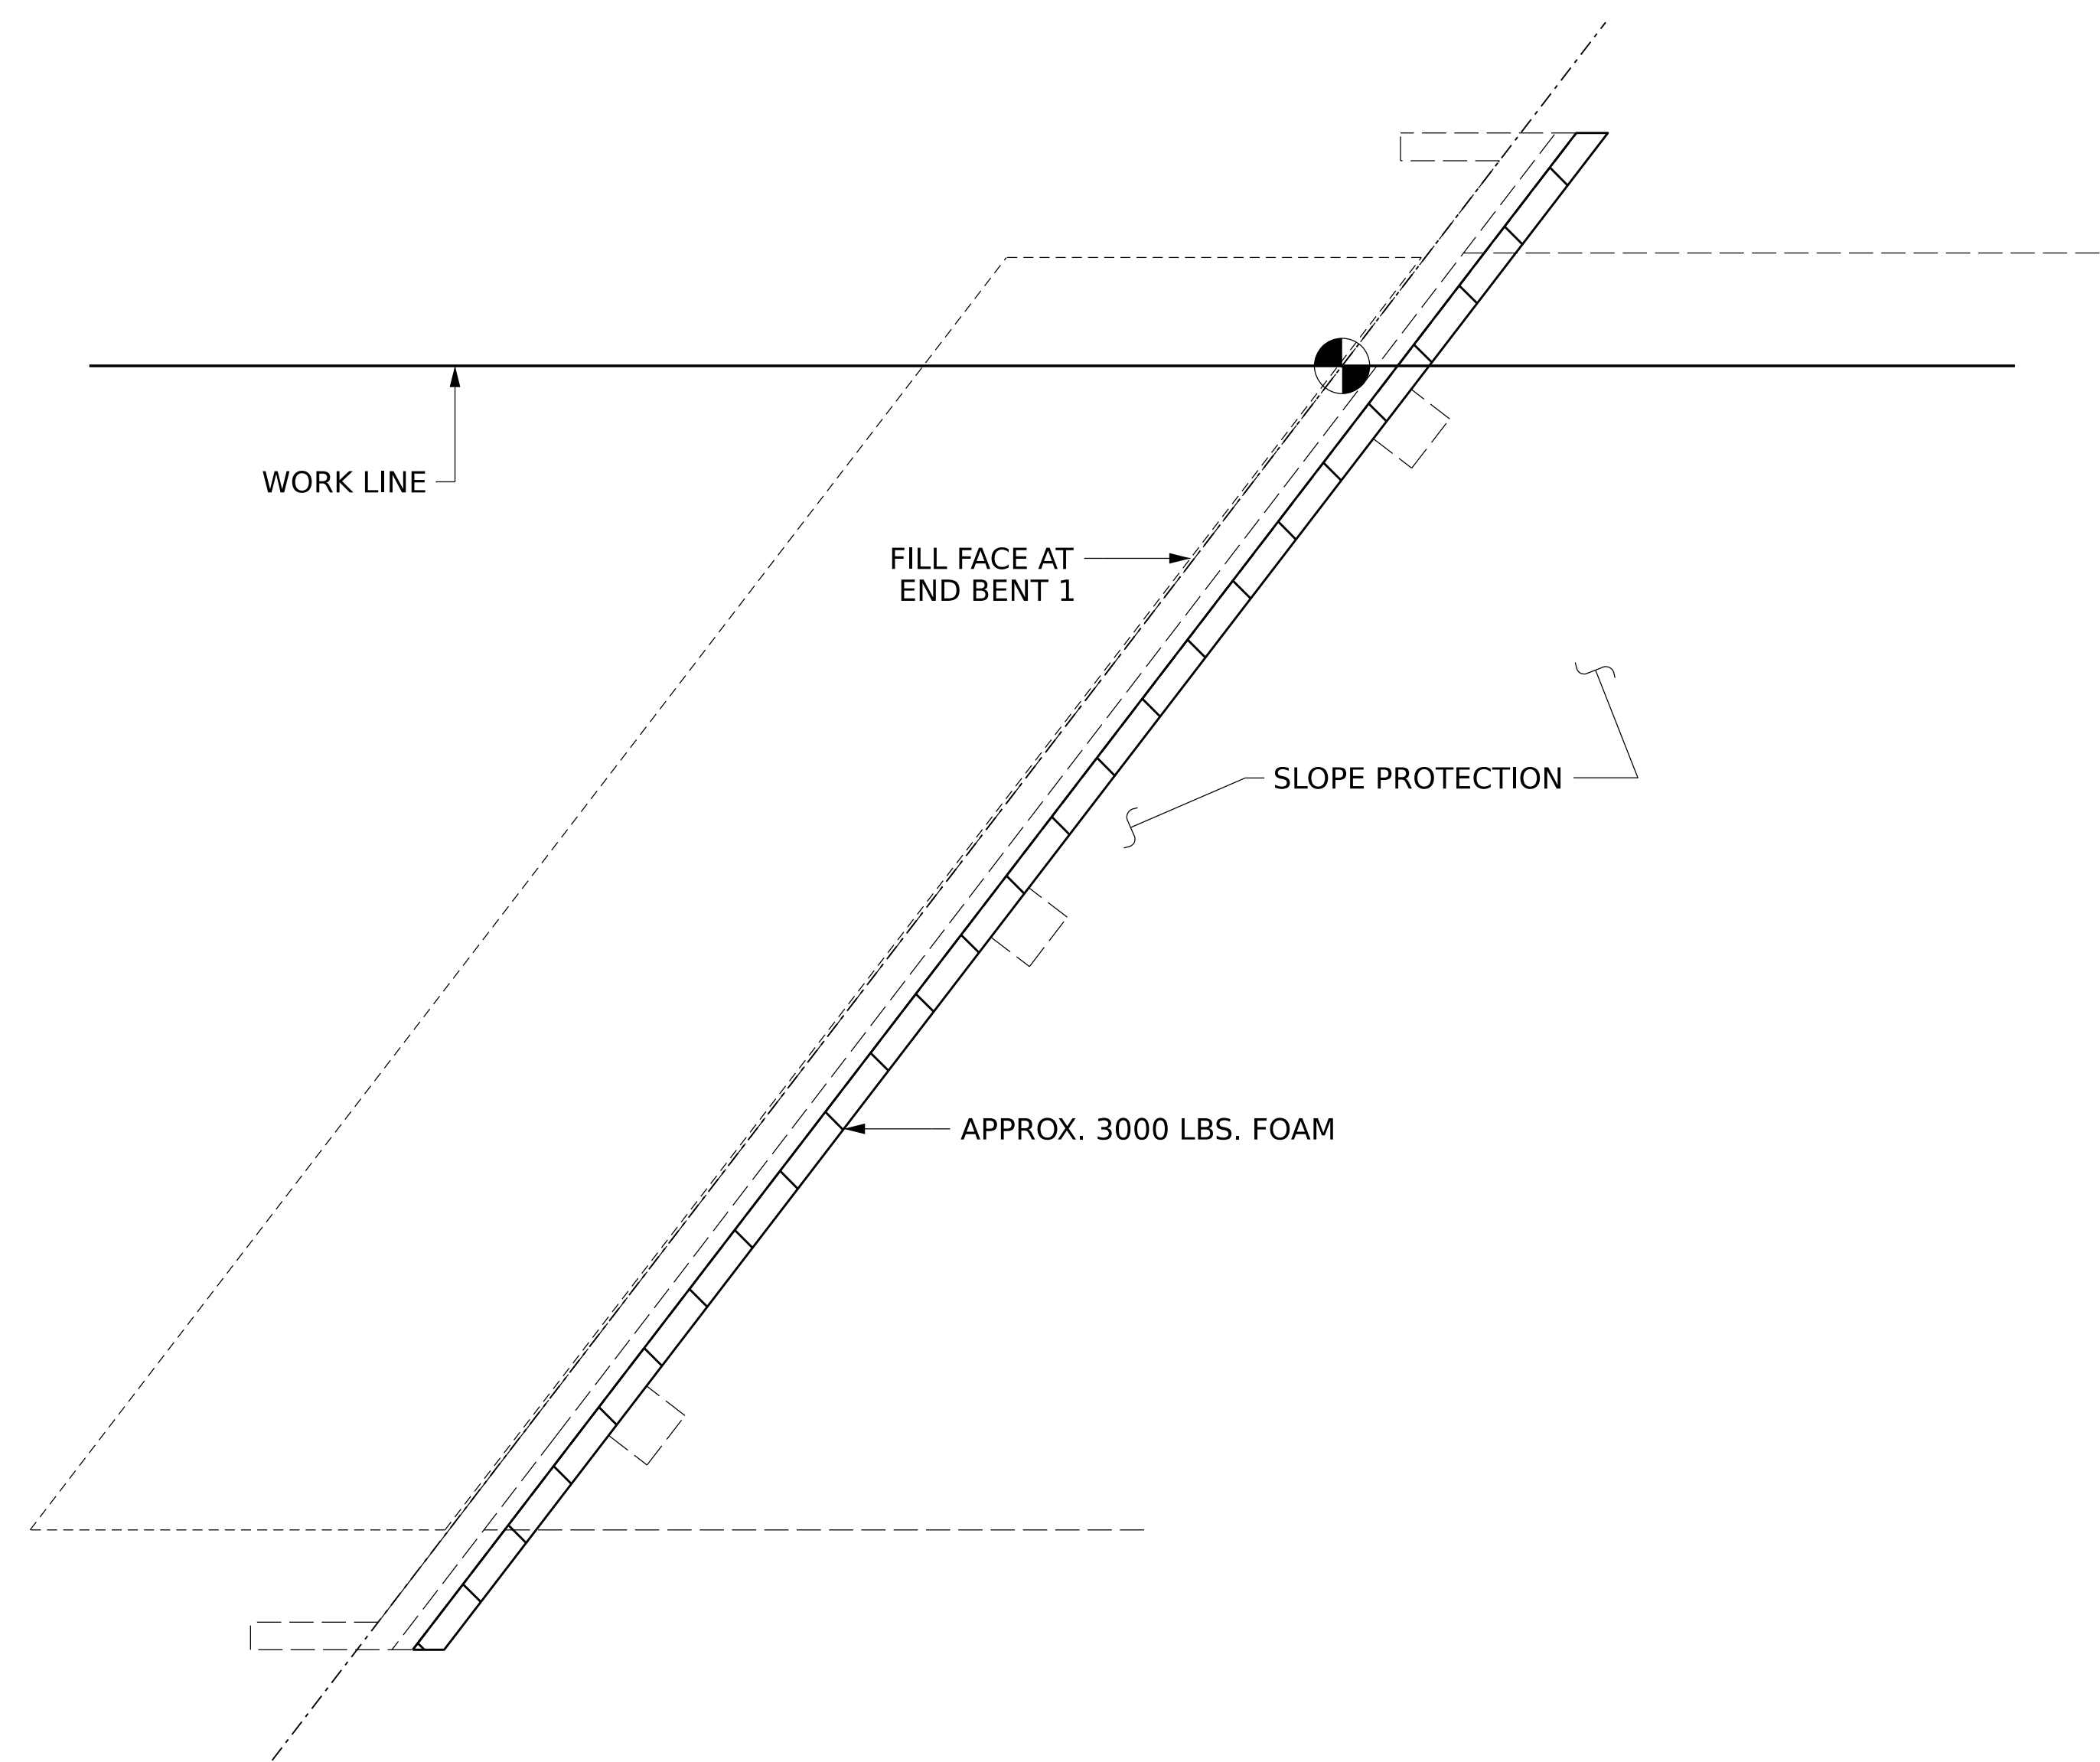 WORK LINE
FILL FACE AT
END BENT 1
SLOPE PROTECTION
APPROX. 3000 LBS. FOAM